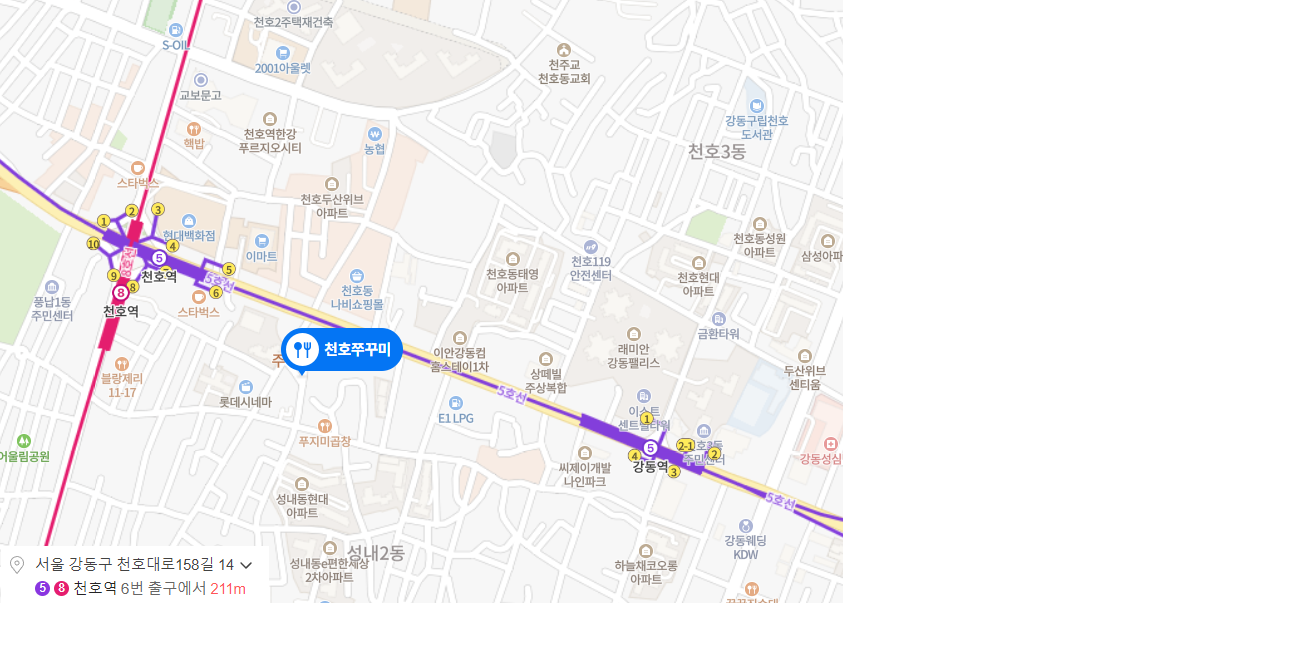 천호2주택재건축
S-OIL
2001아울렛
천주교
천호동교회
교보문고
강동구립천호
도서관
천호역한강
푸르지오시티
핵밥
농협
천호3동
스타벅스
천호두산위브
아파트
1
2
3
현대백화점
4
10
이마트
천호동성원
아파트
삼성아파
천호119
안전센터
5
5
천호역
8호선
천호동태영
아파트
천호현대
아파트
9
8
8
5호선
6
천호동
나비쇼핑몰
풍납1동
주민센터
천호역
스타벅스
금환타워
천호쭈꾸미
이안강동컴
홈스테이1차
래미안
강동팰리스
상떼빌
주상복합
두산위브
센티움
블랑제리
11-17
롯데시네마
5호선
E1 LPG
이스트
센트럴타워
1
푸지미곱창
5
2-1
2
4
3
강동역
주민센터
강동성심
어울림공원
씨제이개발
나인파크
성내동현대
아파트
5호선
강동웨딩
KDW
성내2동
성내동e편한세상
2차아파트
하늘채코오롱
아파트
서울 강동구 천호대로158길 14
5 8 천호역 6번 출구에서 211m